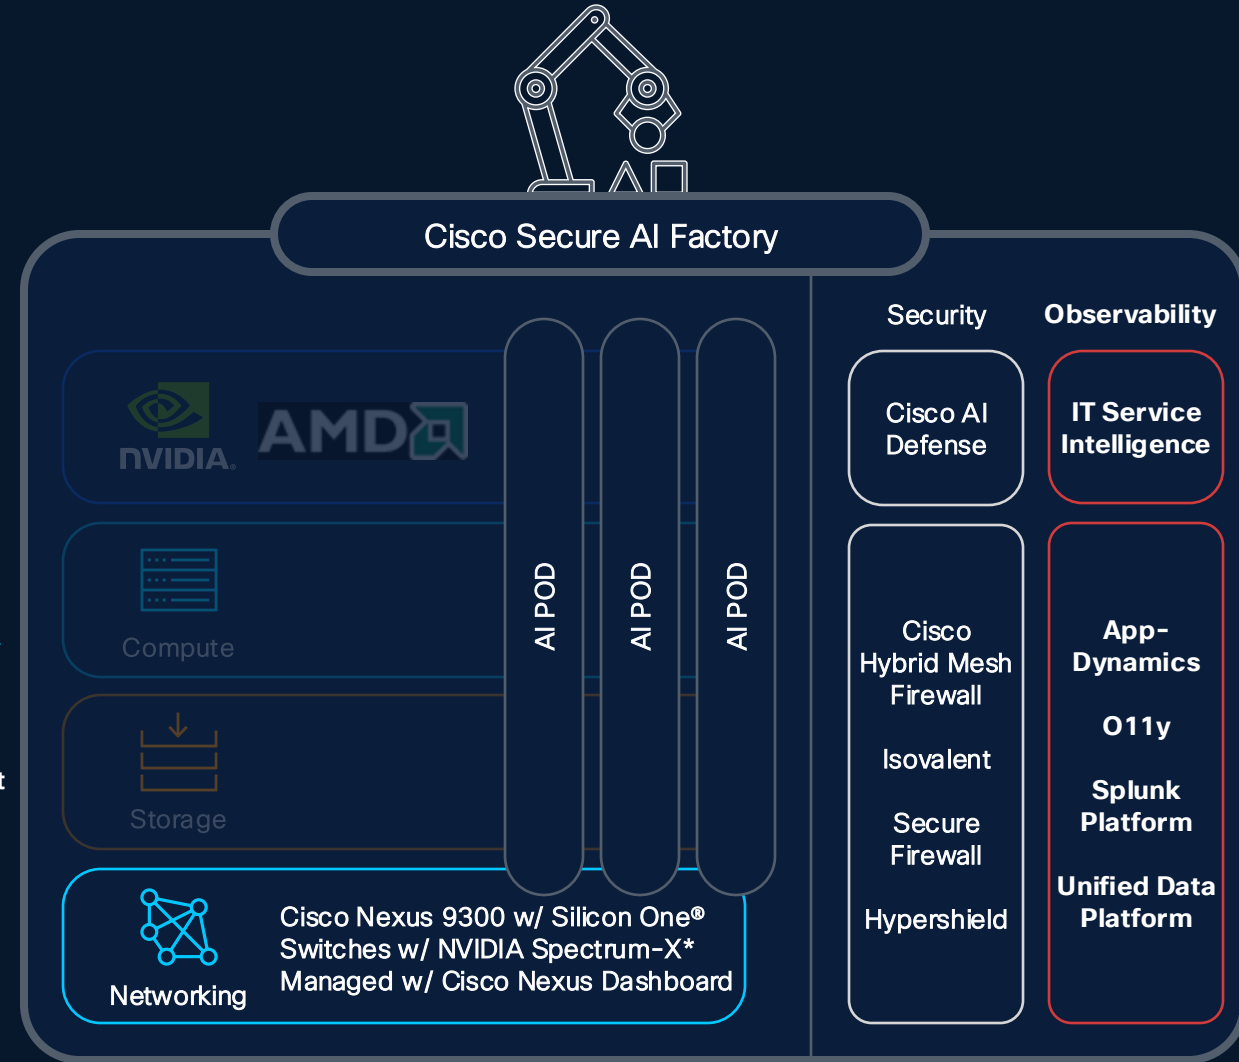 Cisco Secure AI Factory
Security
Observability
NVIDIA.
AMD
Compute
Storage
Networking
Cisco Nexus 9300 w/ Silicon One®
Switches w/ NVIDIA Spectrum-X*
Managed w/ Cisco Nexus Dashboard
AI POD
AI POD
AI POD
Cisco AI
Defense
Cisco
Hybrid Mesh
Firewall
Isovalent
Secure
Firewall
Hypershield
IT Service
Intelligence
App-
Dynamics
O11y
Splunk
Platform
Unified Data
Platform